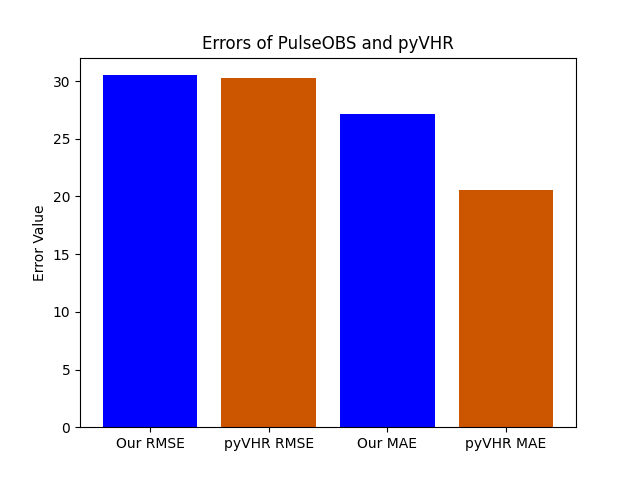 Errors of PulseOBS and pyVHR
30
25
20
15
10
5
0
Error Value
Our RMSE pyVHR RMSE Our MAE pyVHR MAE